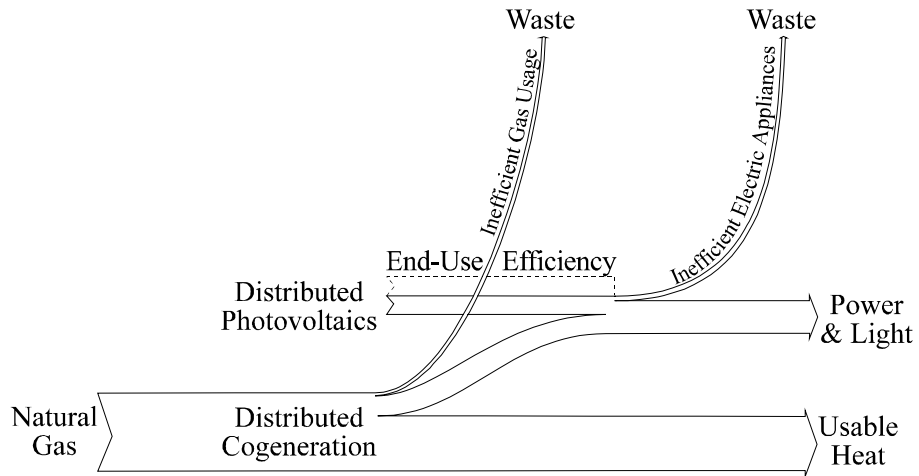 Waste
Waste
Inefficient Gas Usage
Inefficient Electric Appliances
End-Use Efficiency
Distributed
Photovoltaics
Power
& Light
Natural
Gas
Distributed
Cogeneration
Usable
Heat